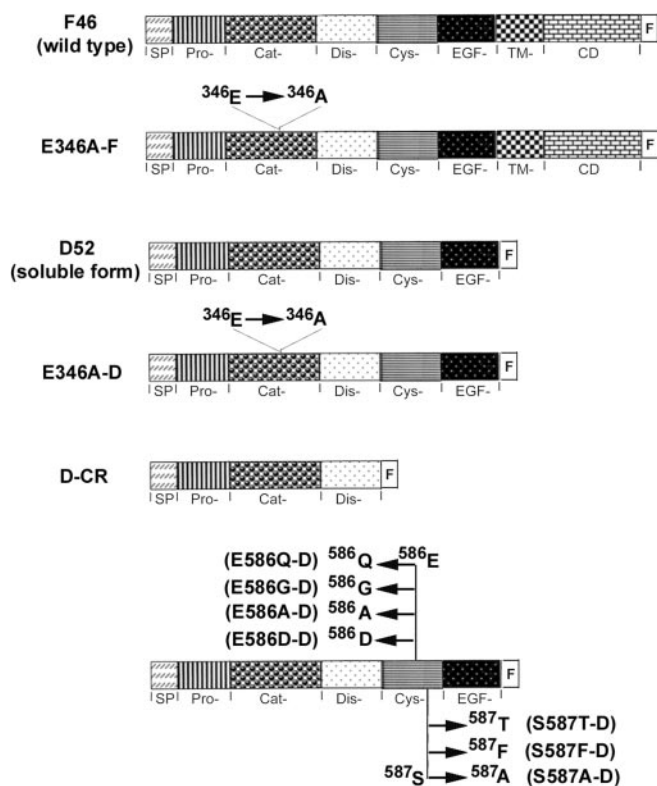 F46
(wild type)
F
SP Pro- Cat- Dis- Cys- EGF- TM- CD
346E 346A
E346A-F
F
SP Pro- Cat- Dis- Cys- EGF- TM- CD
D52
(soluble form)
F
SP Pro- Cat- Dis- Cys- EGF-
346E 346A
E346A-D
F
SP Pro- Cat- Dis- Cys- EGF-
D-CR
F
SP Pro- Cat- Dis-
(E586Q-D) 586Q 586E
(E586G-D) 586G
(E586A-D) 586A
(E586D-D) 586D
F
SP Pro- Cat- Dis- Cys- EGF-
587T (S587T-D)
587F (S587F-D)
587S 587A (S587A-D)